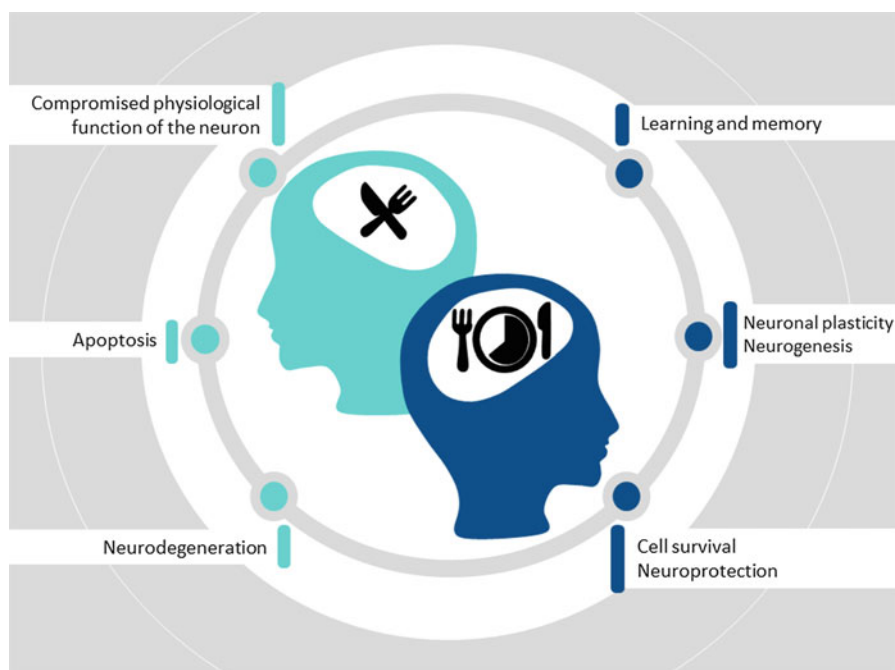 Compromised physiological
function of the neuron
Learning and memory
Apoptosis
Neuronal plasticity
Neurogenesis
Neurodegeneration
Cell survival
Neuroprotection